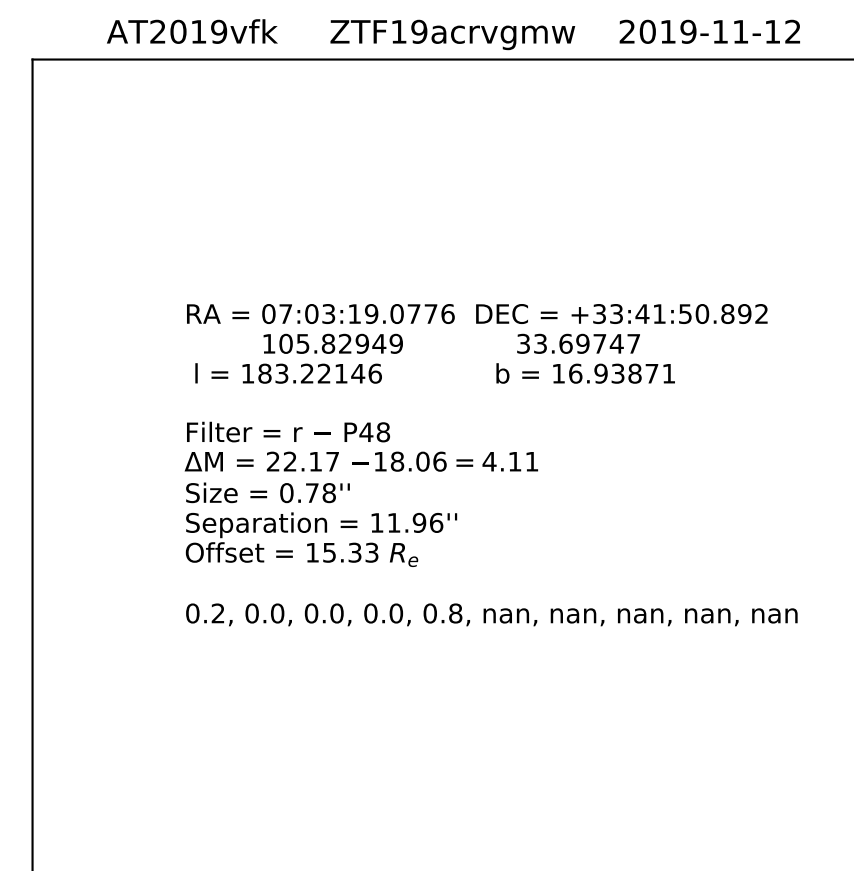 AT2019vfk ZTF19acrvgmw 2019-11-12
RA = 07:03:19.0776 DEC = +33:41:50.892
105.82949 33.69747
l = 183.22146 b = 16.93871
Filter = r − P48
ΔM = 22.17 −18.06 = 4.11
Size = 0.78''
Separation = 11.96''
Offset = 15.33 Rₑ
0.2, 0.0, 0.0, 0.0, 0.8, nan, nan, nan, nan, nan